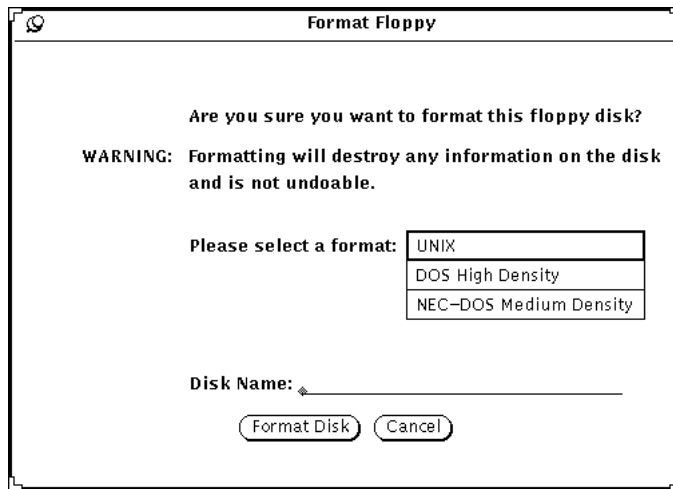 Format Floppy
Are you sure you want to format this floppy disk?
WARNING: Formatting will destroy any information on the disk
and is not undoable.
Please select a format: UNIX
DOS High Density
NEC-DOS Medium Density
Disk Name:
Format Disk Cancel